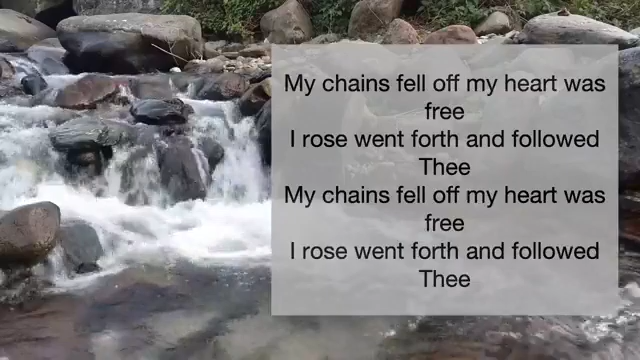 My chains fell off my heart was
free
I rose went forth and followed
Thee
My chains fell off my heart was
free
I rose went forth and followed
Thee